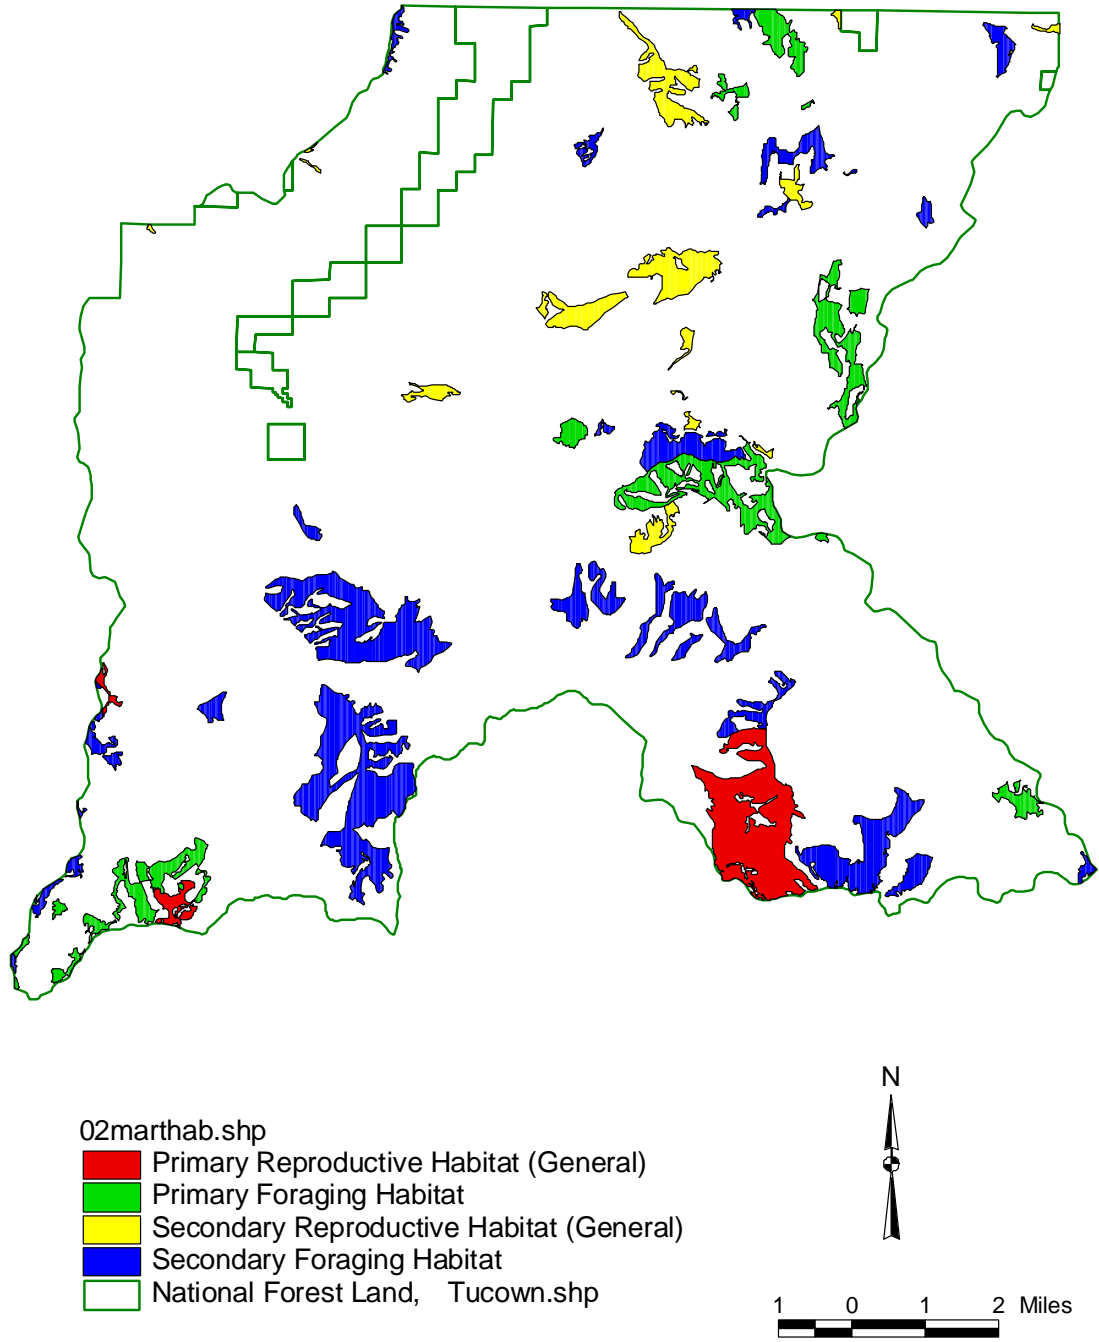 N
02marthab.shp
Primary Reproductive Habitat (General)
Primary Foraging Habitat
Secondary Reproductive Habitat (General)
Secondary Foraging Habitat
National Forest Land, Tucown.shp
1 0 1 2 Miles